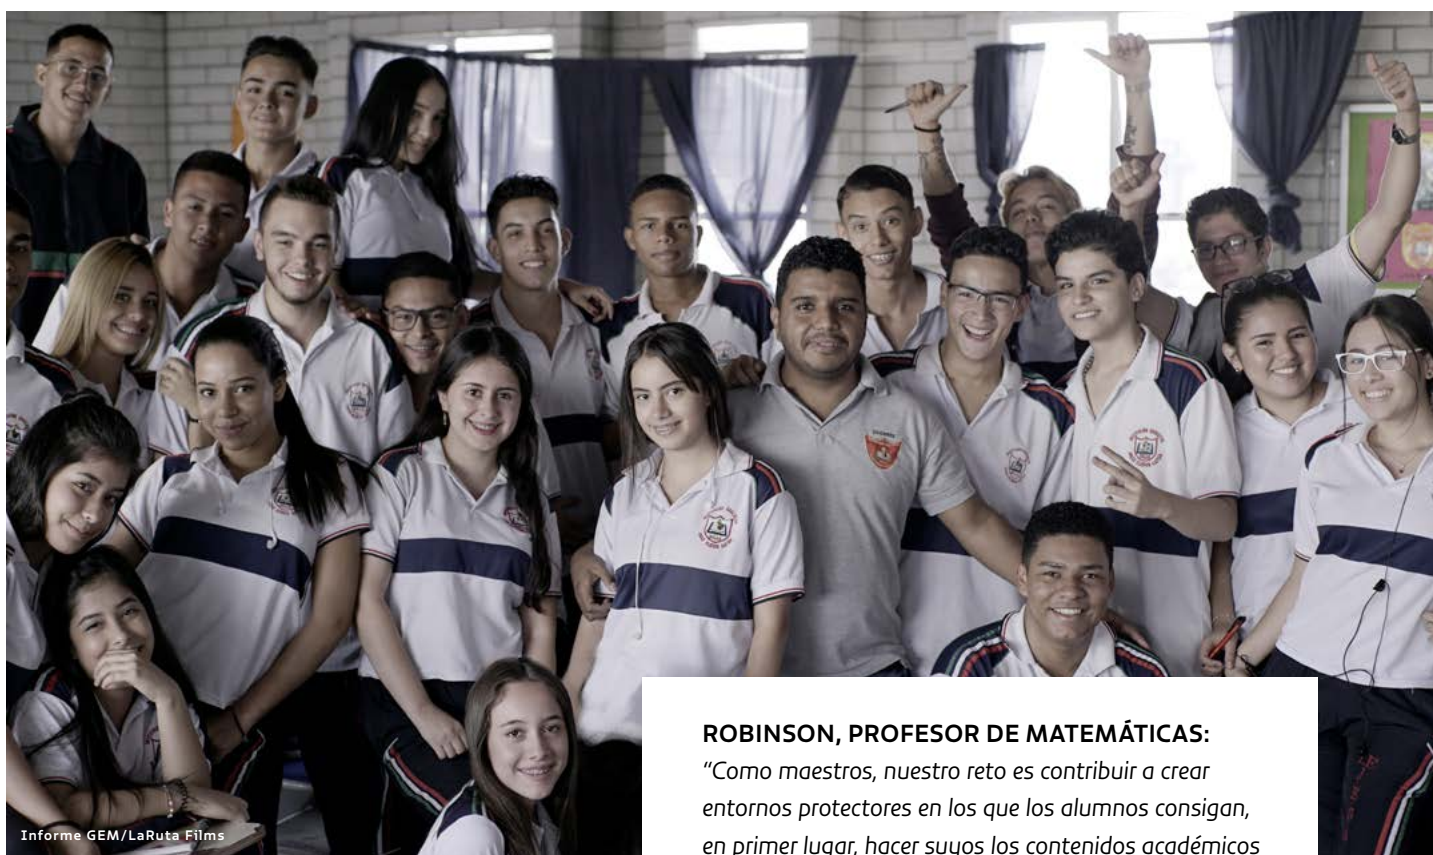 DOCENTE
Informe GEM/LaRuta Films
ROBINSON, PROFESOR DE MATEMÁTICAS:
“Como maestros, nuestro reto es contribuir a crear
entornos protectores en los que los alumnos consigan,
en primer lugar, hacer suyos los contenidos académicos